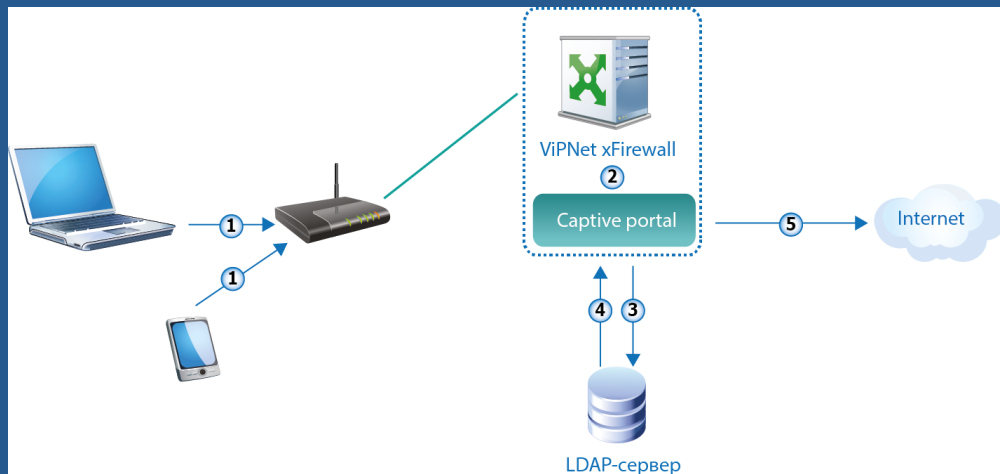 ViPNet xFirewall
2
Captive portal
1
5
Internet
1
4
3
LDAP-сервер